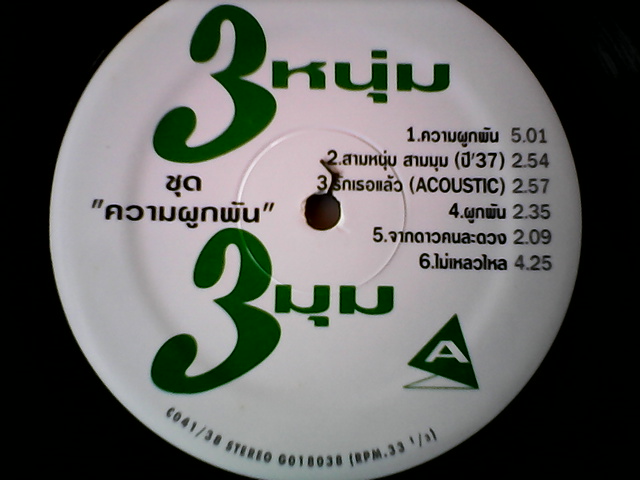 3หนุ่ม
ชุด
"ความผูกพัน"
3มุม
1.ความผูกพัน 5.01
2.สามหนุ่ม สามมุม (ปี'37) 2.54
3.รักเธอแล้ว (ACOUSTIC) 2.57
4.ผูกพัน 2.35
5.จากดาวคนละดวง 2.09
6.ไม่เหลวไหล 4.25
A
C041/38 STEREO G018038 (RPM.33 1/3)